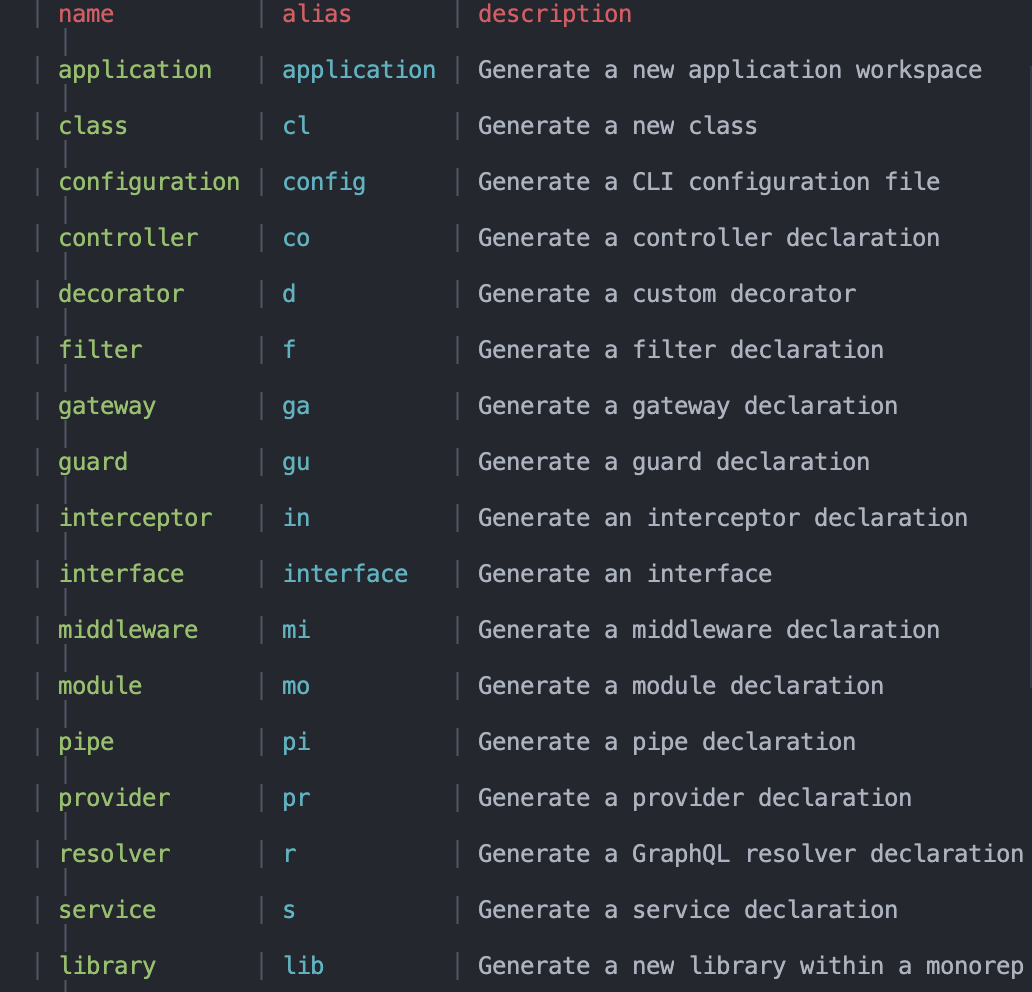 name alias description
application application Generate a new application workspace
class cl Generate a new class
configuration config Generate a CLI configuration file
controller co Generate a controller declaration
decorator d Generate a custom decorator
filter f Generate a filter declaration
gateway ga Generate a gateway declaration
guard gu Generate a guard declaration
interceptor in Generate an interceptor declaration
interface interface Generate an interface
middleware mi Generate a middleware declaration
module mo Generate a module declaration
pipe pi Generate a pipe declaration
provider pr Generate a provider declaration
resolver r Generate a GraphQL resolver declaration
service s Generate a service declaration
library lib Generate a new library within a monorep